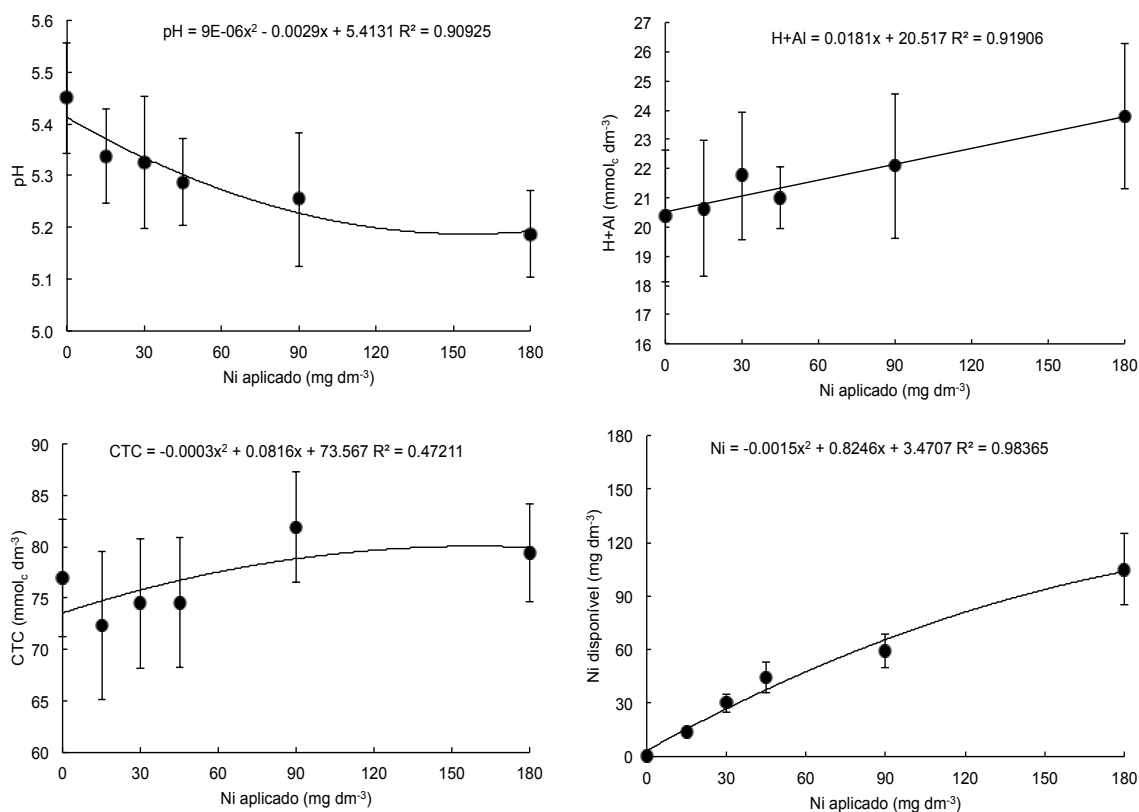 pH = 9E-06x² - 0.0029x + 5.4131 R² = 0.90925
5.6
5.5
5.4
5.3
5.2
5.1
5.0
pH
0 30 60 90 120 150 180
Ni aplicado (mg dm⁻³)
H+Al = 0.0181x + 20.517 R² = 0.91906
27
26
25
24
23
22
21
20
19
18
17
16
H+Al (mmol꜀ dm⁻³)
0 30 60 90 120 150 180
Ni aplicado (mg dm⁻³)
CTC = -0.0003x² + 0.0816x + 73.567 R² = 0.47211
90
85
80
75
70
65
60
CTC (mmol꜀ dm⁻³)
0 30 60 90 120 150 180
Ni aplicado (mg dm⁻³)
Ni = -0.0015x² + 0.8246x + 3.4707 R² = 0.98365
180
150
120
90
60
30
0
Ni disponível (mg dm⁻³)
0 30 60 90 120 150 180
Ni aplicado (mg dm⁻³)